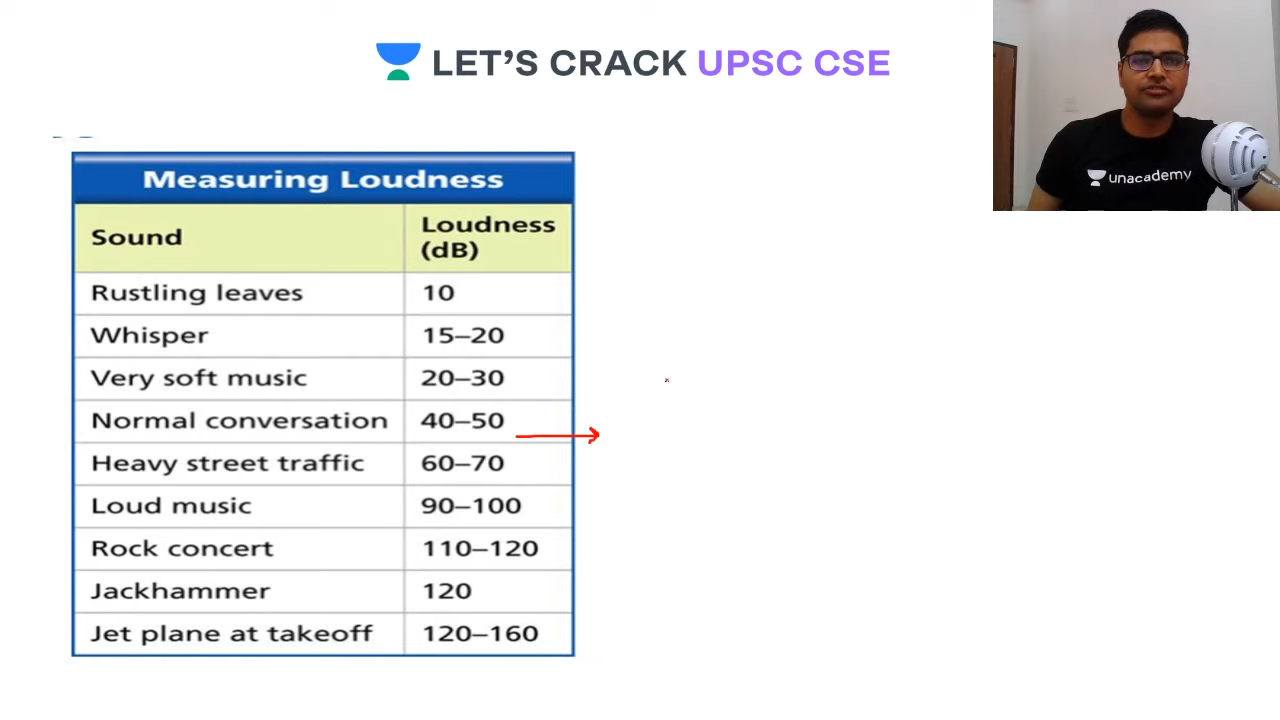 LET'S CRACK UPSC CSE
unacademy
Measuring Loudness
Sound Loudness (dB)
Rustling leaves 10
Whisper 15–20
Very soft music 20–30
Normal conversation 40–50
Heavy street traffic 60–70
Loud music 90–100
Rock concert 110–120
Jackhammer 120
Jet plane at takeoff 120–160